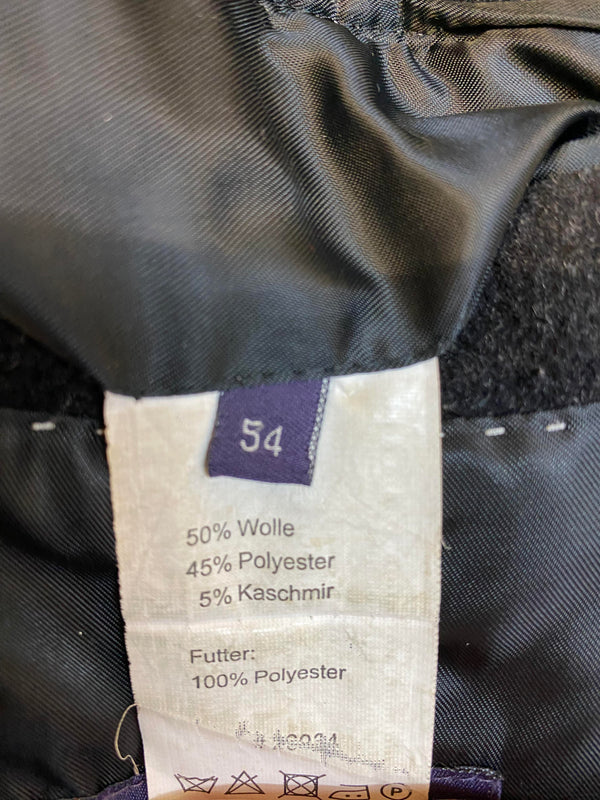 54
50% Wolle
45% Polyester
5% Kaschmir
Futter:
100% Polyester